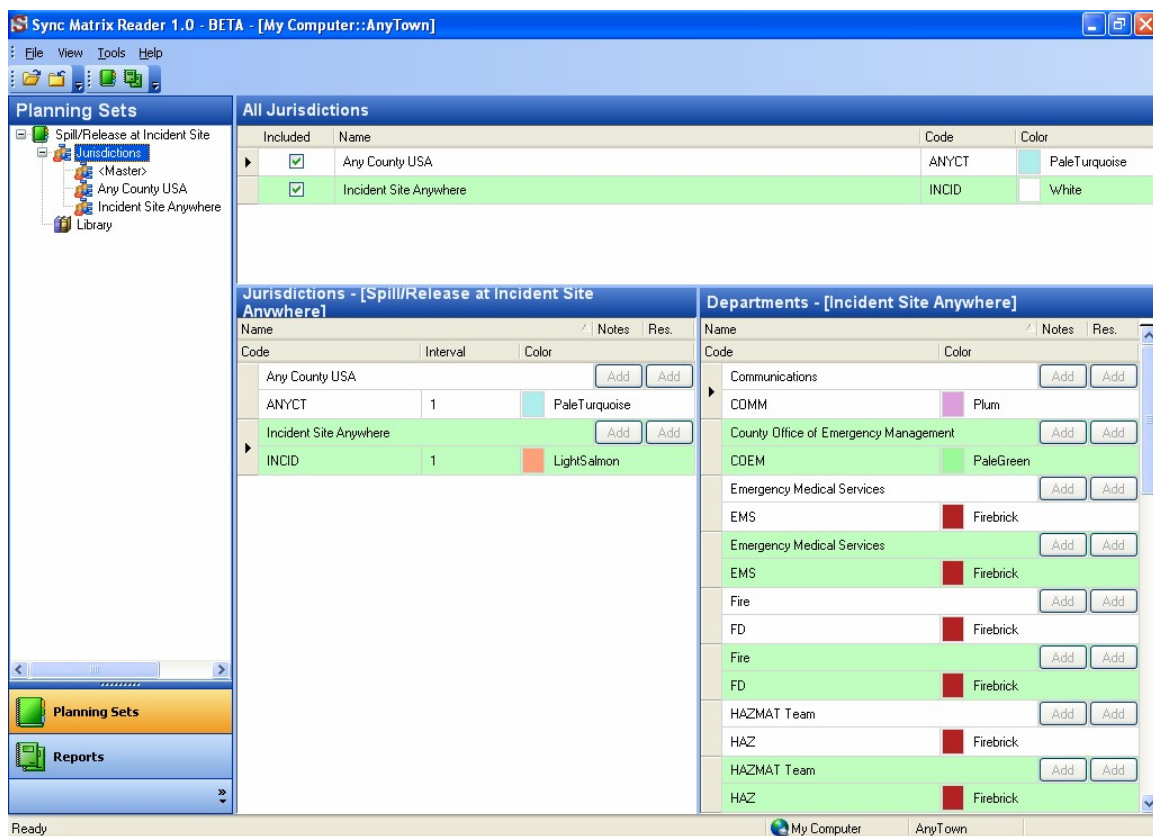 Sync Matrix Reader 1.0 - BETA - [My Computer::AnyTown]
File View Tools Help
Planning Sets
Spill/Release at Incident Site
Jurisdictions
<Master>
Any County USA
Incident Site Anywhere
Library
All Jurisdictions
Included Name Code Color
Any County USA ANYCT PaleTurquoise
Incident Site Anywhere INCID White
Jurisdictions - [Spill/Release at Incident Site
Anywhere]
Name Notes Res.
Code Interval Color
Any County USA Add Add
ANYCT 1 PaleTurquoise
Incident Site Anywhere Add Add
INCID 1 LightSalmon
Departments - [Incident Site Anywhere]
Name Notes Res.
Code Color
Communications Add Add
COMM Plum
County Office of Emergency Management Add Add
COEM PaleGreen
Emergency Medical Services Add Add
EMS Firebrick
Emergency Medical Services Add Add
EMS Firebrick
Fire Add Add
FD Firebrick
Fire Add Add
FD Firebrick
HAZMAT Team Add Add
HAZ Firebrick
HAZMAT Team Add Add
HAZ Firebrick
Planning Sets
Reports
Ready My Computer AnyTown